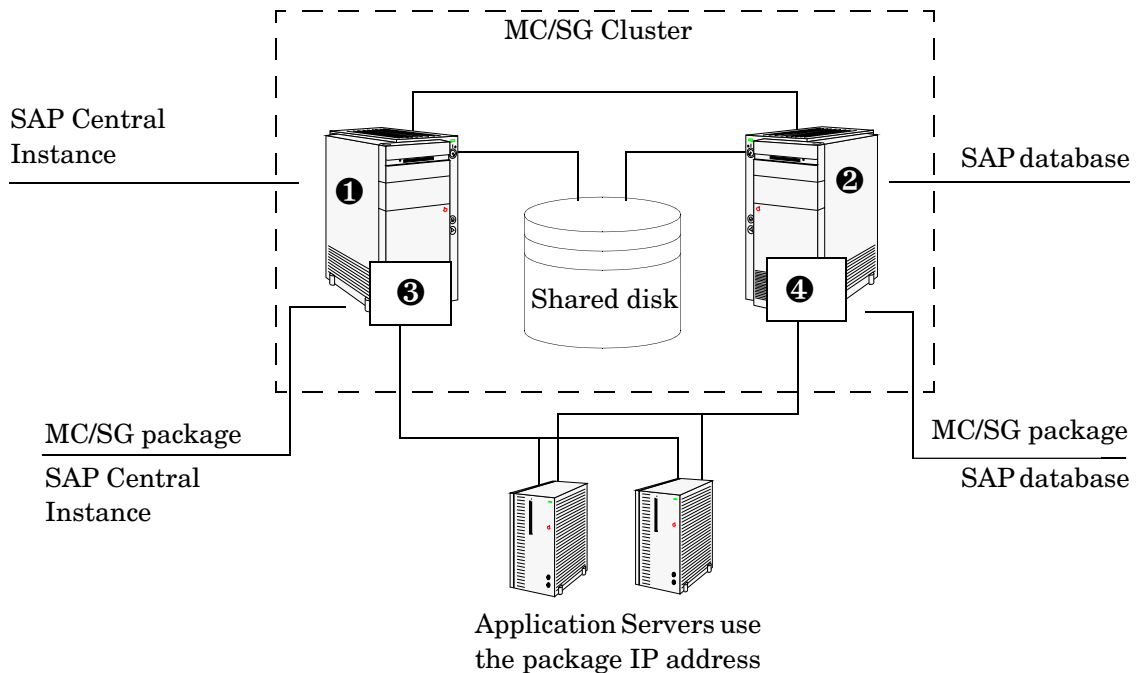 MC/SG Cluster
SAP Central
Instance
SAP database
❶
❷
❸
❹
Shared disk
MC/SG package
SAP Central
Instance
MC/SG package
SAP database
Application Servers use
the package IP address